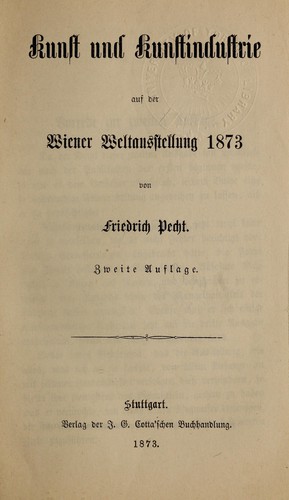 Kunst und Kunstindustrie
auf der
Wiener Weltausstellung 1873
von
Friedrich Pecht.
Zweite Auflage.
Stuttgart.
Verlag der J. G. Cotta'schen Buchhandlung.
1873.